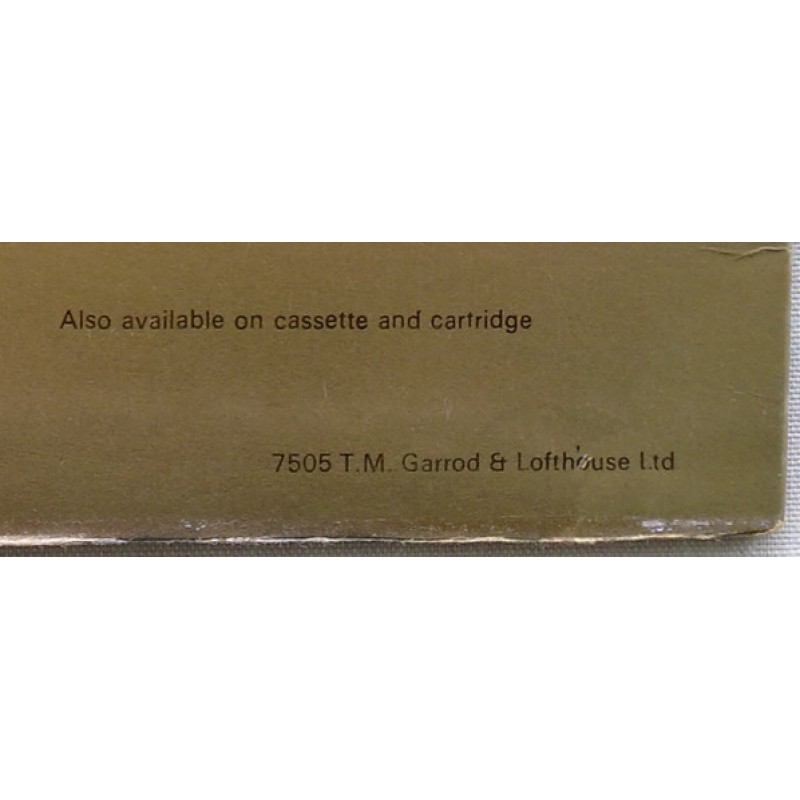 Also available on cassette and cartridge
7505 T.M. Garrod & Lofthouse Ltd